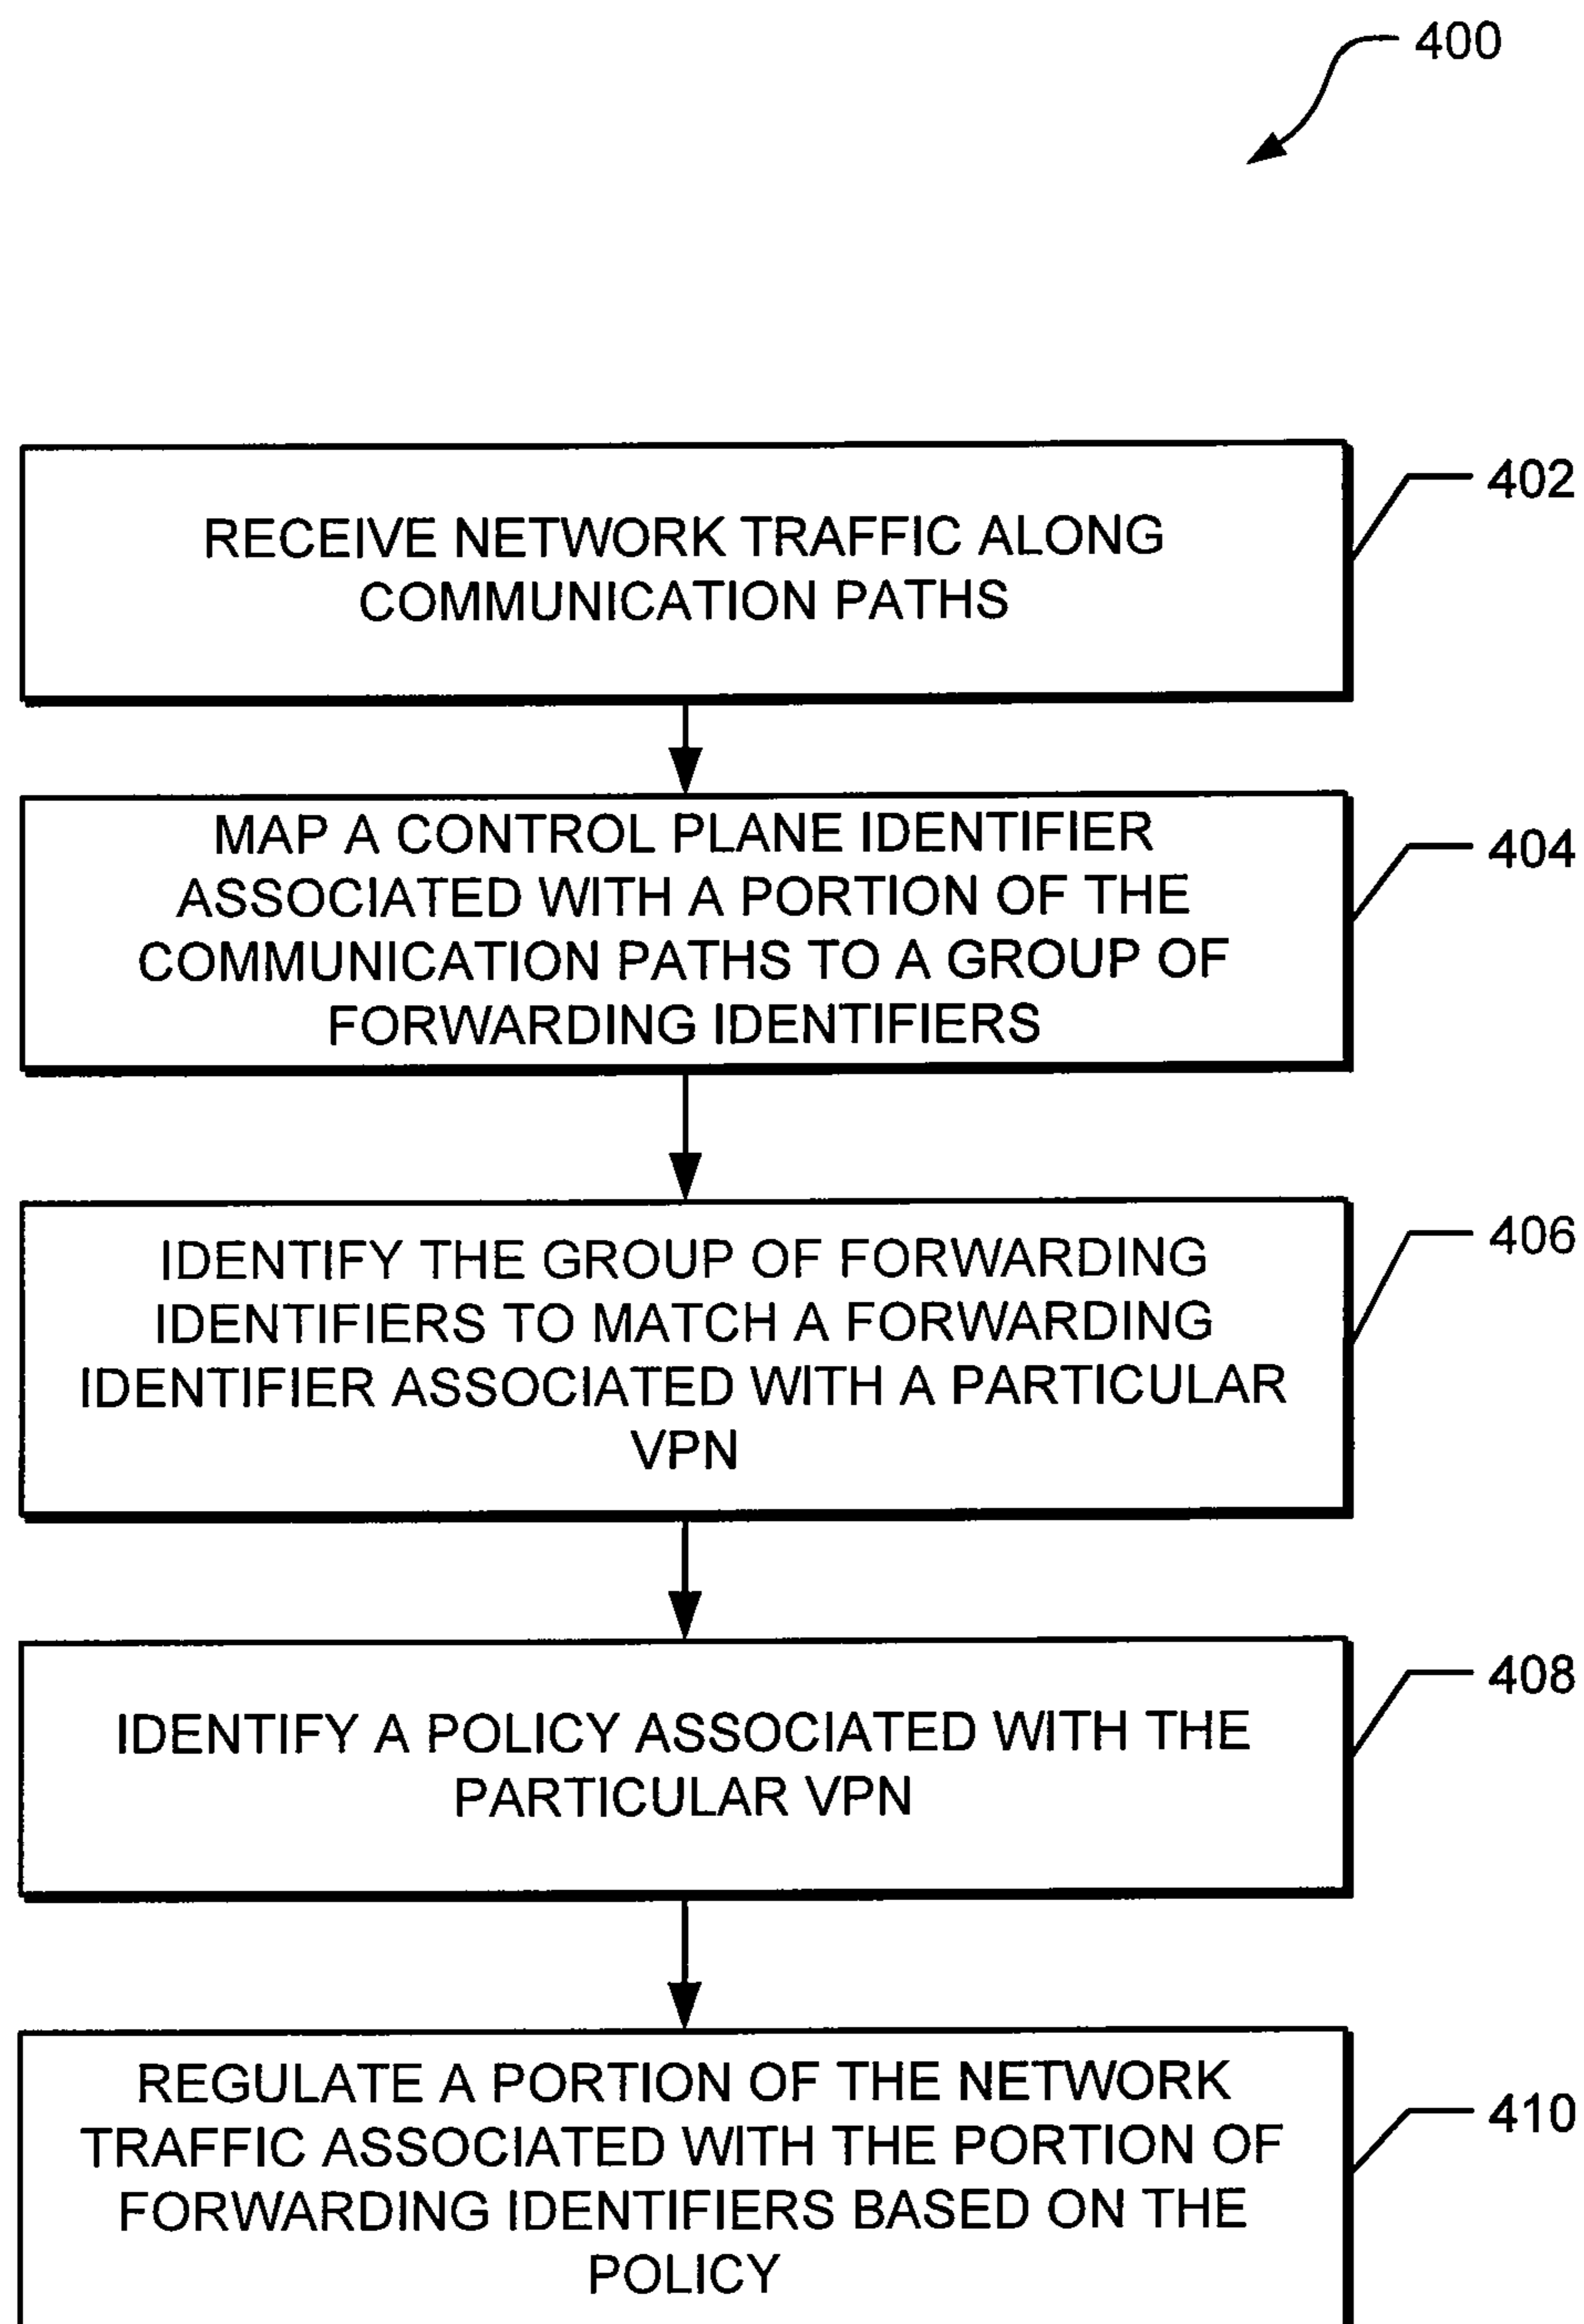 400
RECEIVE NETWORK TRAFFIC ALONG
COMMUNICATION PATHS
402
MAP A CONTROL PLANE IDENTIFIER
ASSOCIATED WITH A PORTION OF THE
COMMUNICATION PATHS TO A GROUP OF
FORWARDING IDENTIFIERS
404
IDENTIFY THE GROUP OF FORWARDING
IDENTIFIERS TO MATCH A FORWARDING
IDENTIFIER ASSOCIATED WITH A PARTICULAR
VPN
406
IDENTIFY A POLICY ASSOCIATED WITH THE
PARTICULAR VPN
408
REGULATE A PORTION OF THE NETWORK
TRAFFIC ASSOCIATED WITH THE PORTION OF
FORWARDING IDENTIFIERS BASED ON THE
POLICY
410